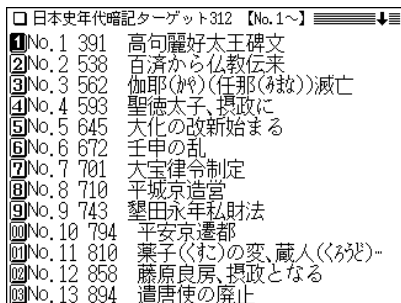 日本史年代暗記ターゲット312 【No.1～】
1 No.1 391 高句麗好太王碑文
2 No.2 538 百済から仏教伝来
3 No.3 562 伽耶(かや)(任那(みまな))滅亡
4 No.4 593 聖徳太子、摂政に
5 No.5 645 大化の改新始まる
6 No.6 672 壬申の乱
7 No.7 701 大宝律令制定
8 No.8 710 平城京造営
9 No.9 743 墾田永年私財法
00 No.10 794 平安京遷都
01 No.11 810 薬子(くすこ)の変、蔵人(くろうど)…
02 No.12 858 藤原良房、摂政となる
03 No.13 894 遣唐使の廃止